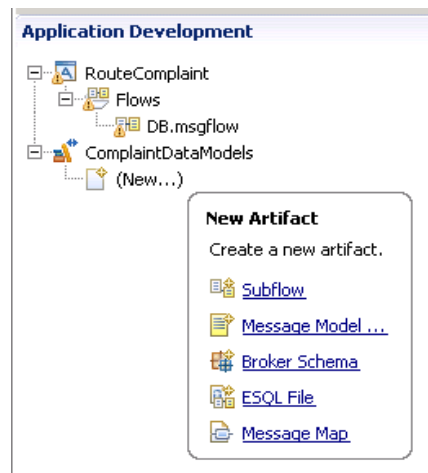 Application Development
RouteComplaint
Flows
DB.msgflow
ComplaintDataModels
(New...)
New Artifact
Create a new artifact.
Subflow
Message Model ...
Broker Schema
ESQL File
Message Map